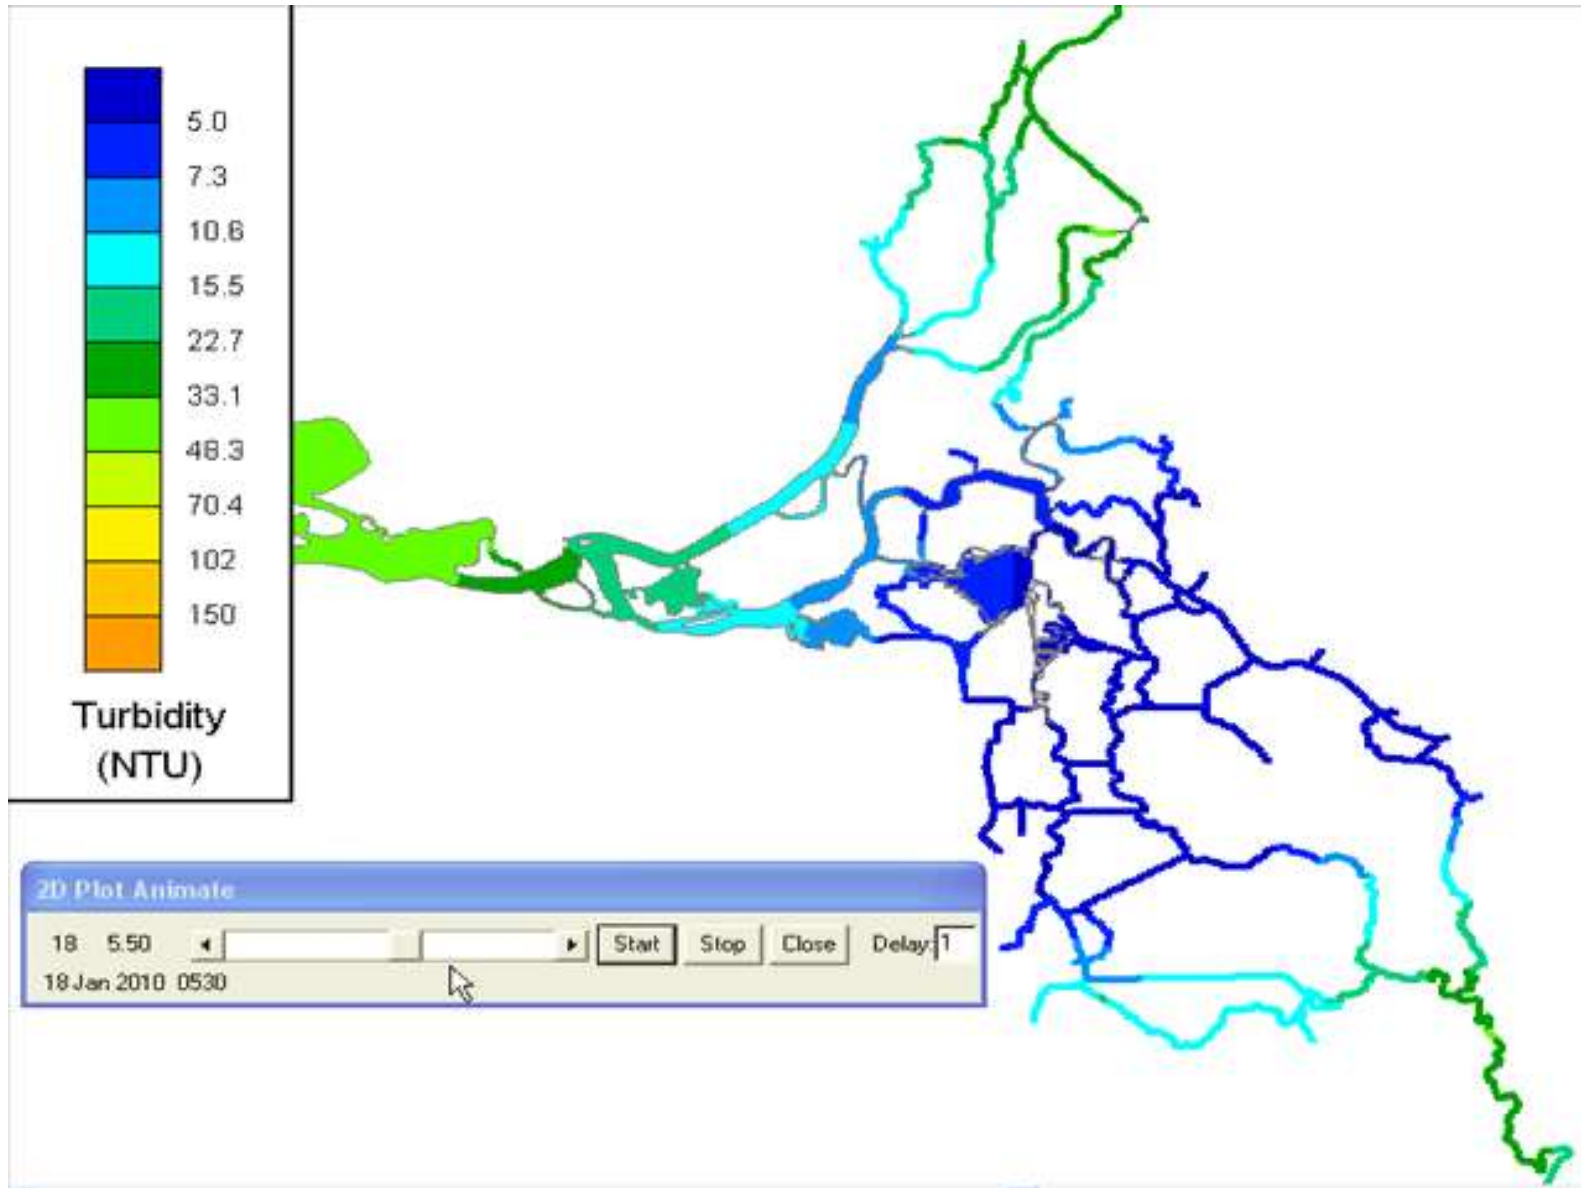 5.0
7.3
10.6
15.5
22.7
33.1
48.3
70.4
102
150
Turbidity
(NTU)
2D Plot Animate
18 5.50 Start Stop Close Delay: 1
18 Jan 2010 0530